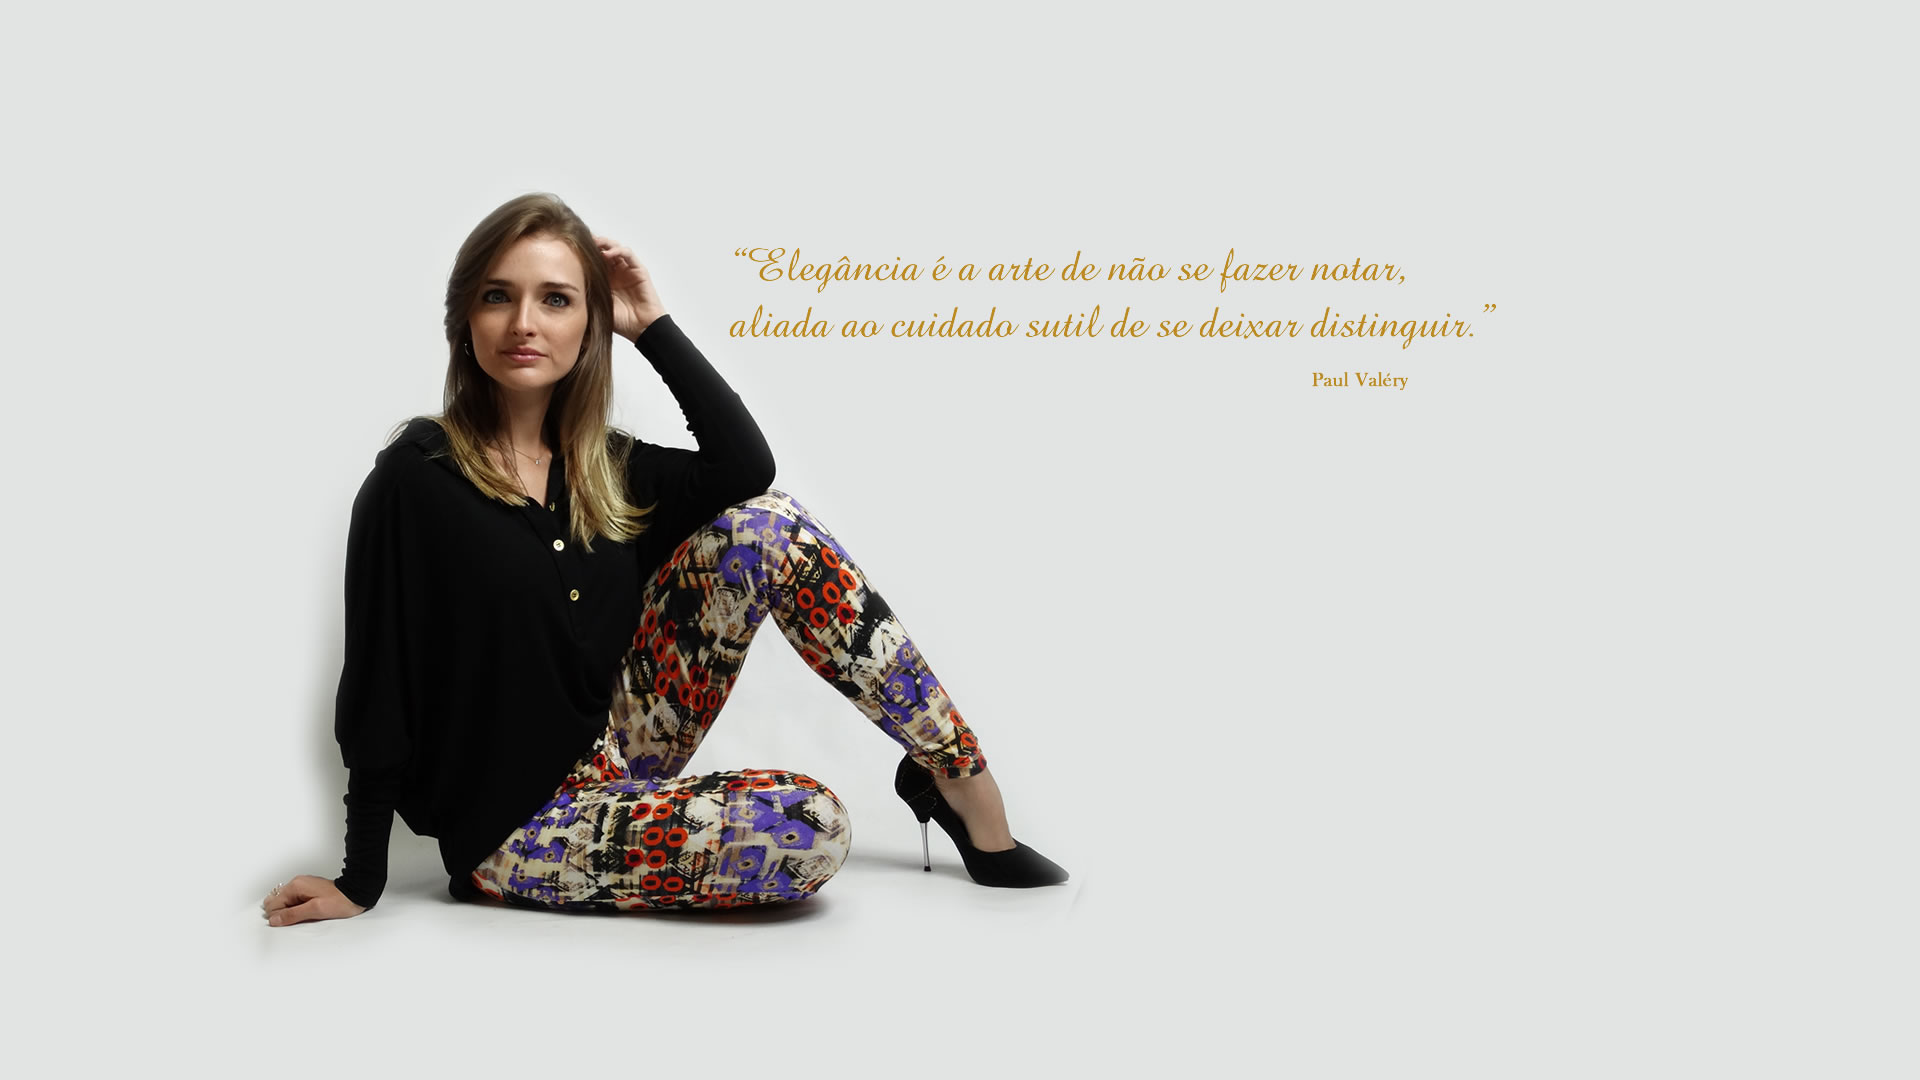 “Elegância é a arte de não se fazer notar,
aliada ao cuidado sutil de se deixar distinguir.”
Paul Valéry